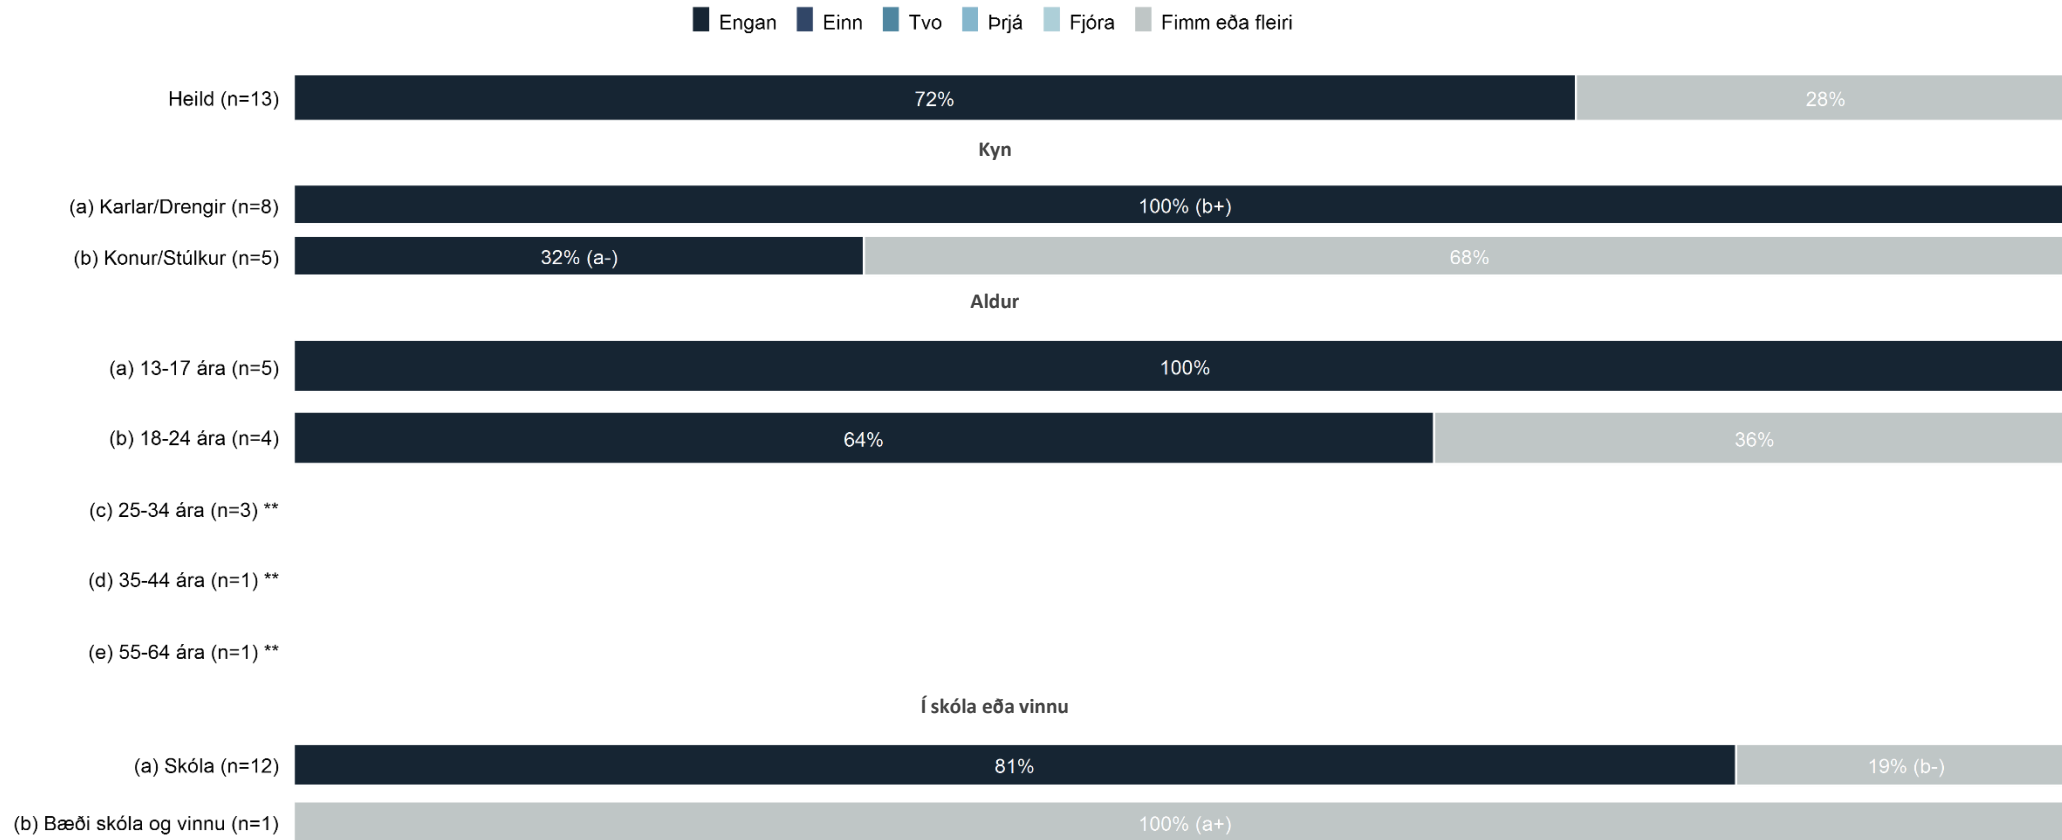 Engan Einn Tvo Þrjá Fjóra Fimm eða fleiri
Heild (n=13) 72% 28%
Kyn
(a) Karlar/Drengir (n=8) 100% (b+)
(b) Konur/Stúlkur (n=5) 32% (a-) 68%
Aldur
(a) 13-17 ára (n=5) 100%
(b) 18-24 ára (n=4) 64% 36%
(c) 25-34 ára (n=3) **
(d) 35-44 ára (n=1) **
(e) 55-64 ára (n=1) **
Í skóla eða vinnu
(a) Skóla (n=12) 81% 19% (b-)
(b) Bæði skóla og vinnu (n=1) 100% (a+)